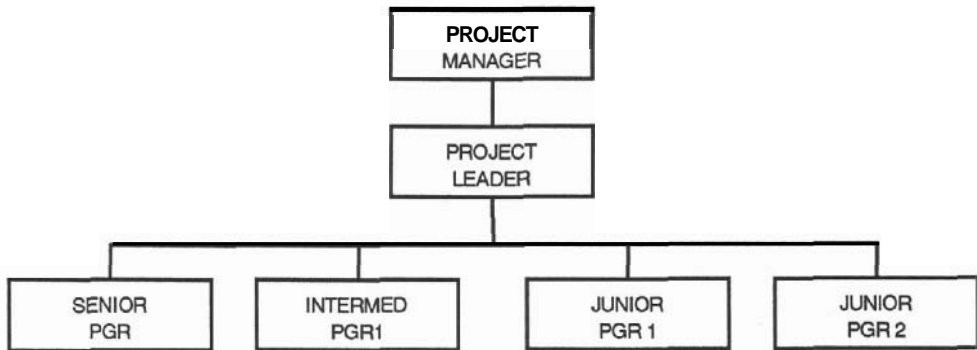 PROJECT
MANAGER
PROJECT
LEADER
SENIOR
PGR
INTERMED
PGR1
JUNIOR
PGR 1
JUNIOR
PGR 2